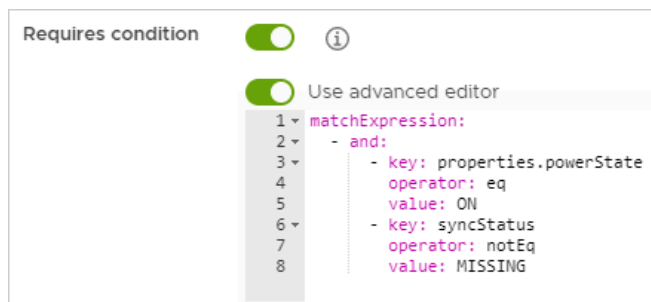 Requires condition
Use advanced editor
1 matchExpression:
2 - and:
3 - key: properties.powerState
4 operator: eq
5 value: ON
6 - key: syncStatus
7 operator: notEq
8 value: MISSING